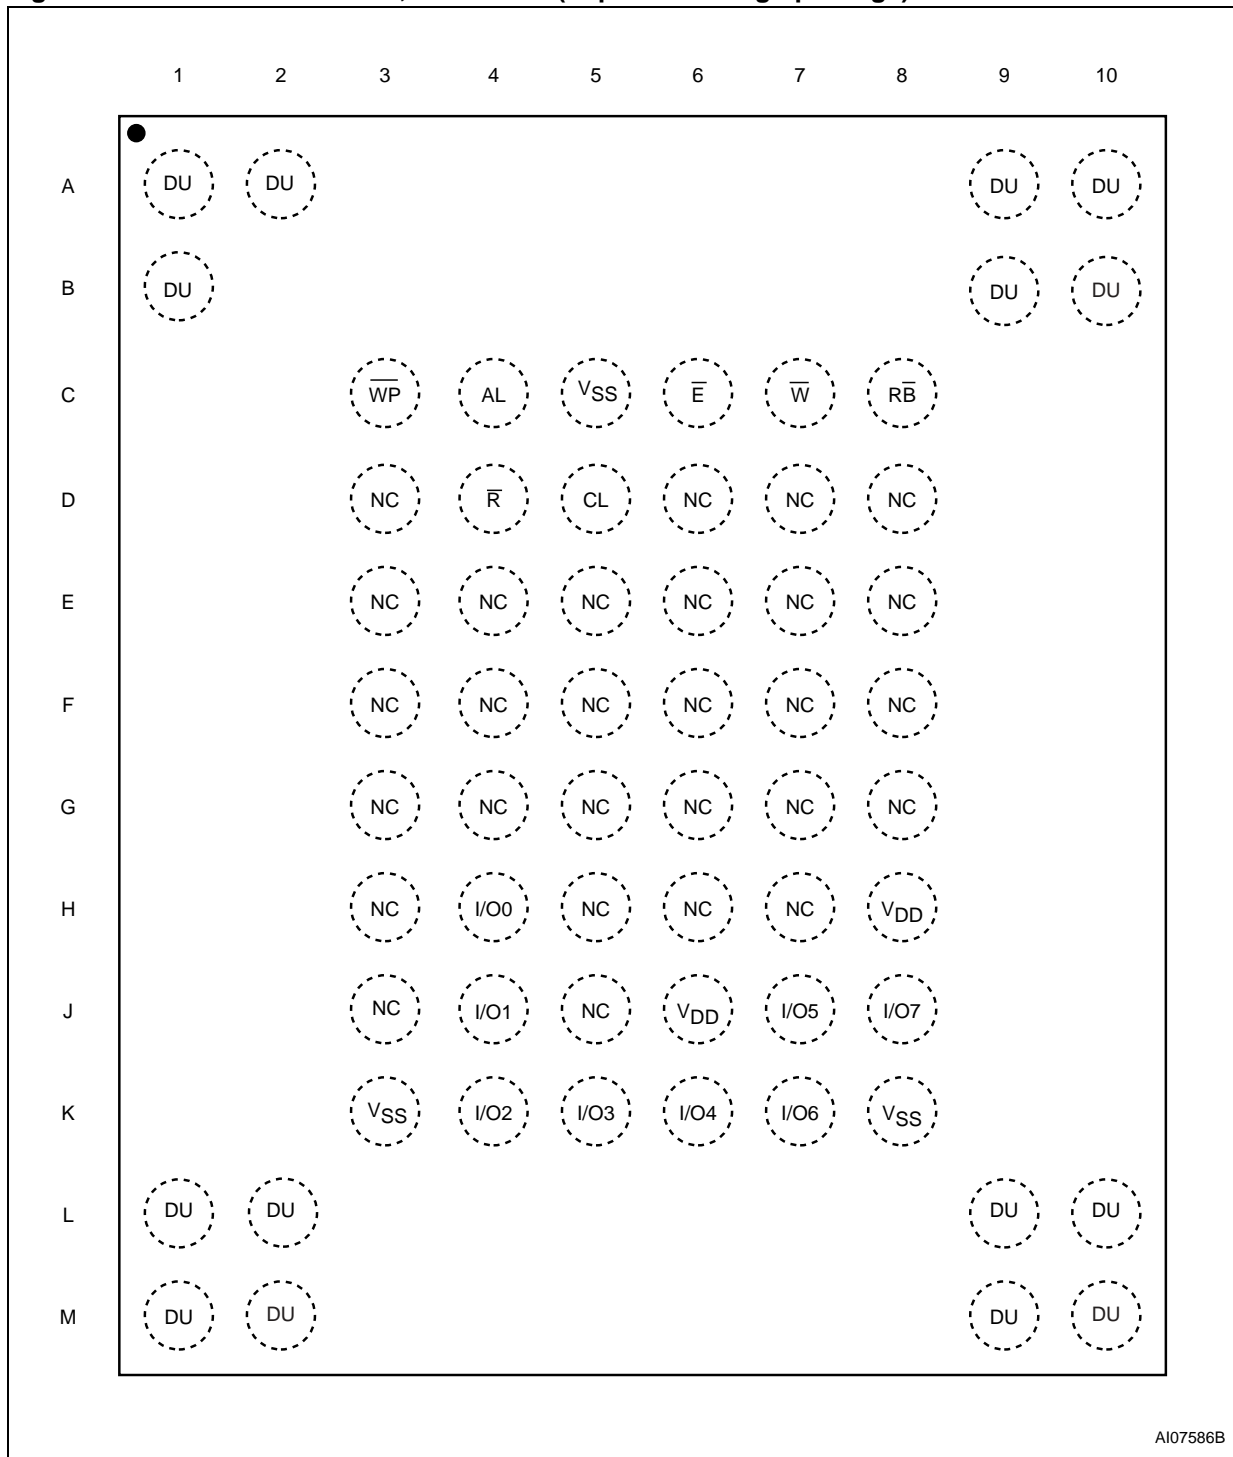 1 2 3 4 5 6 7 8 9 10
A DU DU DU DU
B DU DU DU
C W̅P̅ AL VSS E̅ W̅ RB̅
D NC R̅ CL NC NC NC
E NC NC NC NC NC NC
F NC NC NC NC NC NC
G NC NC NC NC NC NC
H NC I/O0 NC NC NC VDD
J NC I/O1 NC VDD I/O5 I/O7
K VSS I/O2 I/O3 I/O4 I/O6 VSS
L DU DU DU DU
M DU DU DU DU
AI07586B